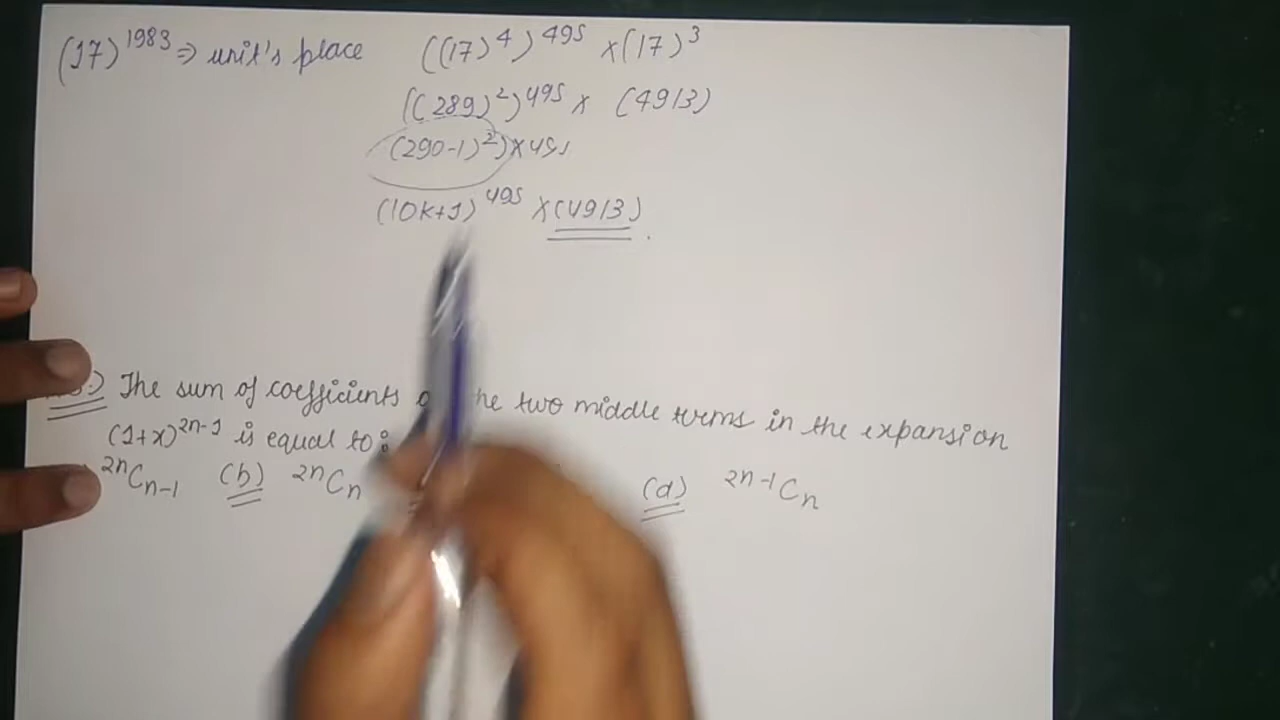 (17)^1983 ⇒ unit's place ((17)^4)^495 × (17)^3
((289)^2)^495 × (4913)
(290-1)^2)×495
(10K+1)^495 × (4913).
The sum of coefficients the two middle terms in the expansion
(1+x)^2n-1 is equal to:
2nCn-1 (b) 2nCn (d) 2n-1Cn